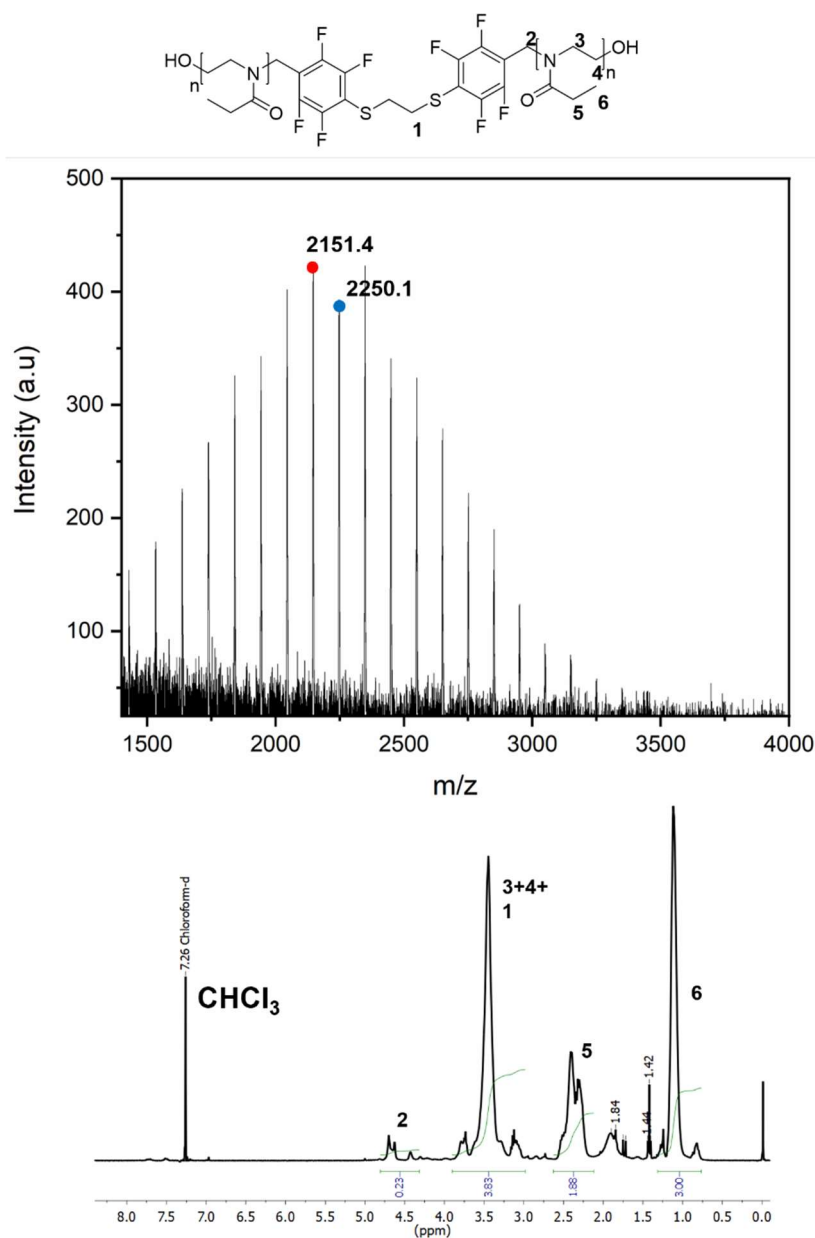 F
F
F
F
F
F
F
F
2
3
HO
N
n
O
S
S
1
N
4
OH
n
O
5
6
500
400
300
200
100
2151.4
2250.1
Intensity (a.u)
1500
2000
2500
3000
3500
4000
m/z
7.26 Chloroform-d
CHCl3
2
3+4+
1
5
1.84
1.44
1.42
6
0.23
3.83
1.88
3.00
8.0 7.5 7.0 6.5 6.0 5.5 5.0 4.5 4.0 3.5 3.0 2.5 2.0 1.5 1.0 0.5 0.0
(ppm)